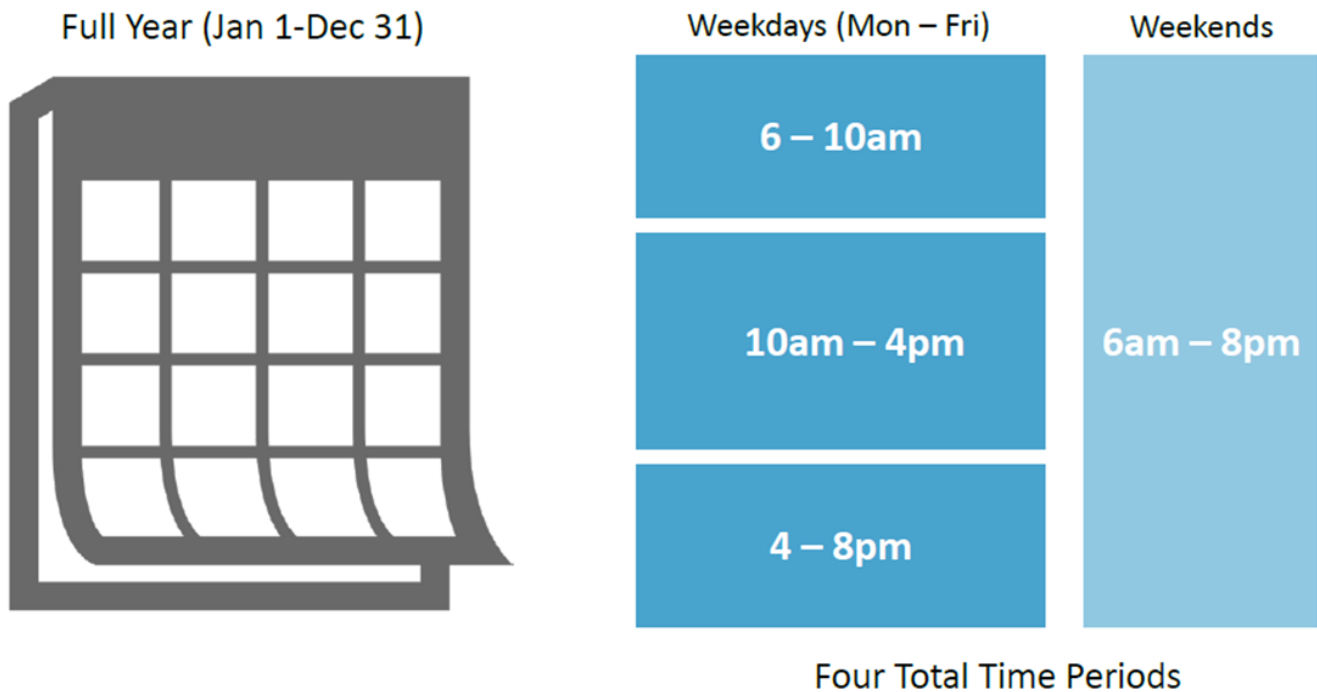 Full Year (Jan 1-Dec 31)
Weekdays (Mon – Fri)
Weekends
6 – 10am
10am – 4pm
4 – 8pm
6am – 8pm
Four Total Time Periods